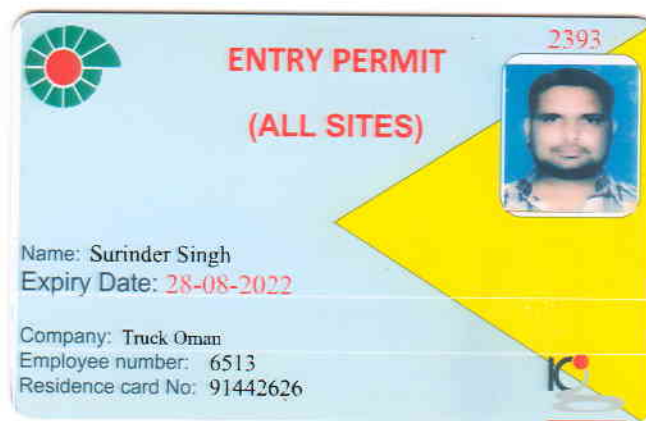 2393
ENTRY PERMIT
(ALL SITES)
Name: Surinder Singh
Expiry Date: 28-08-2022
Company: Truck Oman
Employee number: 6513
Residence card No: 91442626